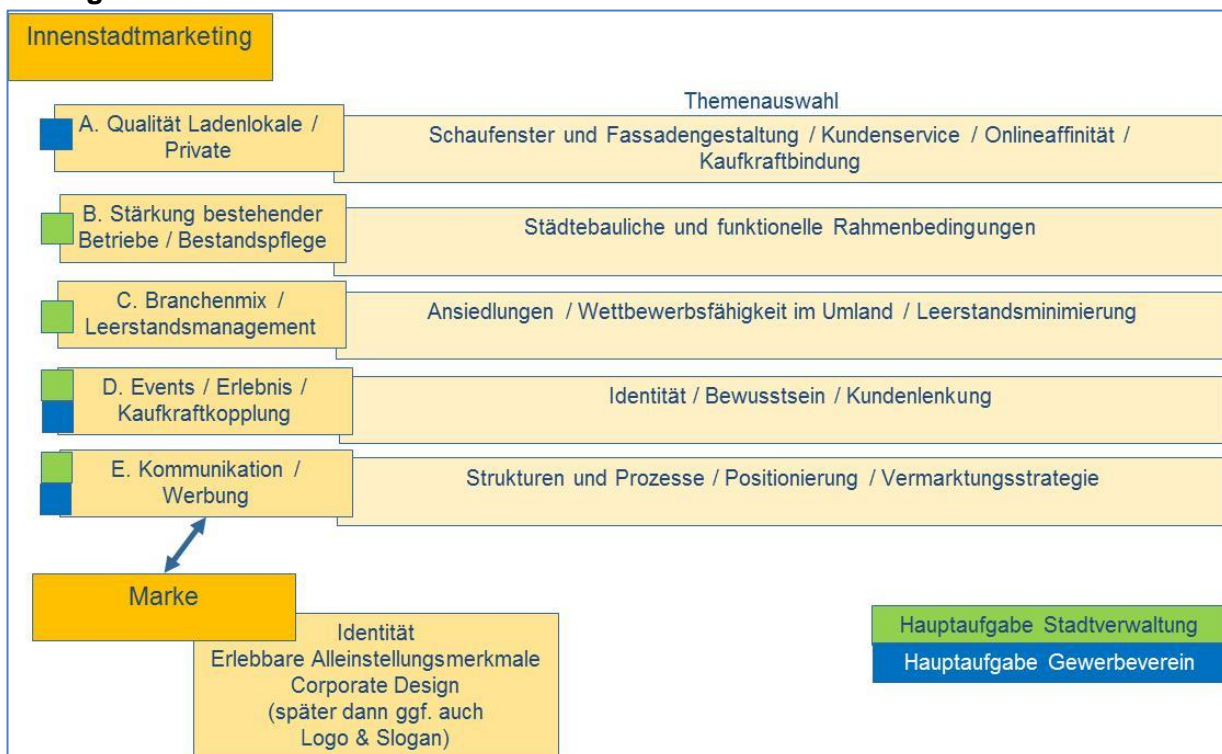 Innenstadtmarketing
Themenauswahl
A. Qualität Ladenlokale /
Private
Schaufenster und Fassadengestaltung / Kundenservice / Onlineaffinität /
Kaufkraftbindung
B. Stärkung bestehender
Betriebe / Bestandspflege
Städtebauliche und funktionelle Rahmenbedingungen
C. Branchenmix /
Leerstandsmanagement
Ansiedlungen / Wettbewerbsfähigkeit im Umland / Leerstandsminimierung
D. Events / Erlebnis /
Kaufkraftkopplung
Identität / Bewusstsein / Kundenlenkung
E. Kommunikation /
Werbung
Strukturen und Prozesse / Positionierung / Vermarktungsstrategie
Marke
Identität
Erlebbare Alleinstellungsmerkmale
Corporate Design
(später dann ggf. auch
Logo & Slogan)
Hauptaufgabe Stadtverwaltung
Hauptaufgabe Gewerbeverein